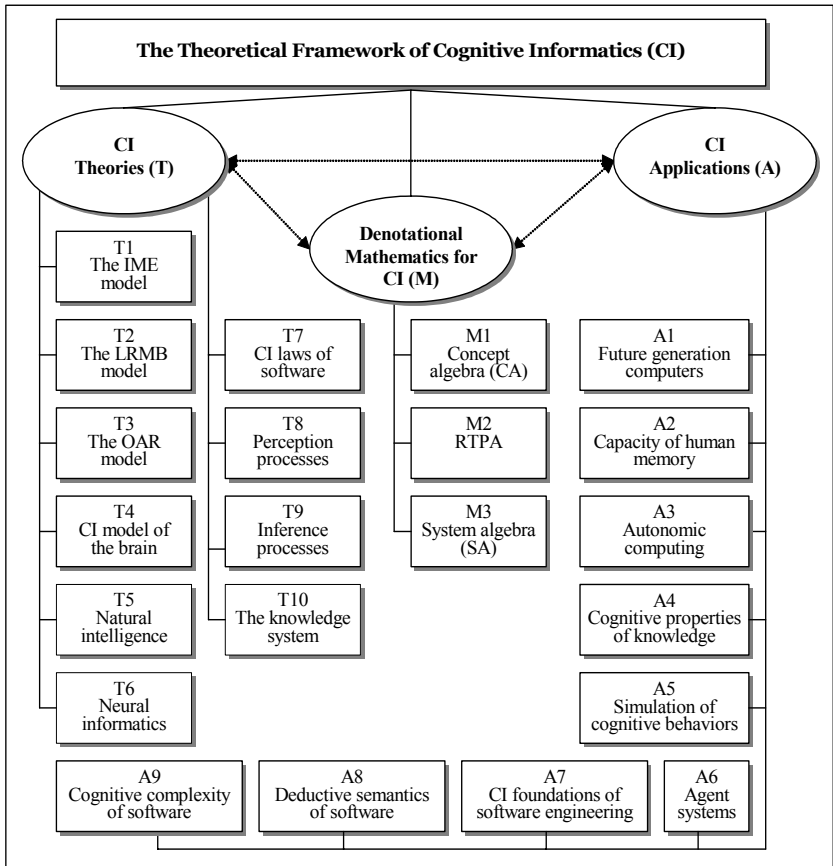 The Theoretical Framework of Cognitive Informatics (CI)
CI
Theories (T)
CI
Applications (A)
Denotational
Mathematics for
CI (M)
T1
The IME
model
T2
The LRMB
model
T3
The OAR
model
T4
CI model of
the brain
T5
Natural
intelligence
T6
Neural
informatics
T7
CI laws of
software
T8
Perception
processes
T9
Inference
processes
T10
The knowledge
system
M1
Concept
algebra (CA)
M2
RTPA
M3
System algebra
(SA)
A1
Future generation
computers
A2
Capacity of human
memory
A3
Autonomic
computing
A4
Cognitive properties
of knowledge
A5
Simulation of
cognitive behaviors
A9
Cognitive complexity
of software
A8
Deductive semantics
of software
A7
CI foundations of
software engineering
A6
Agent
systems